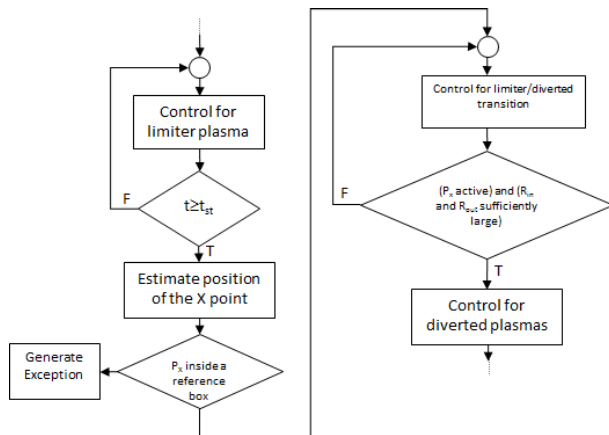 Control for
limiter plasma
F
t≥t_st
T
Estimate position
of the X point
Generate
Exception
P_x inside a
reference
box
Control for limiter/diverted
transition
F
(P_x active) and (R_in
and R_out sufficiently
large)
T
Control for
diverted plasmas